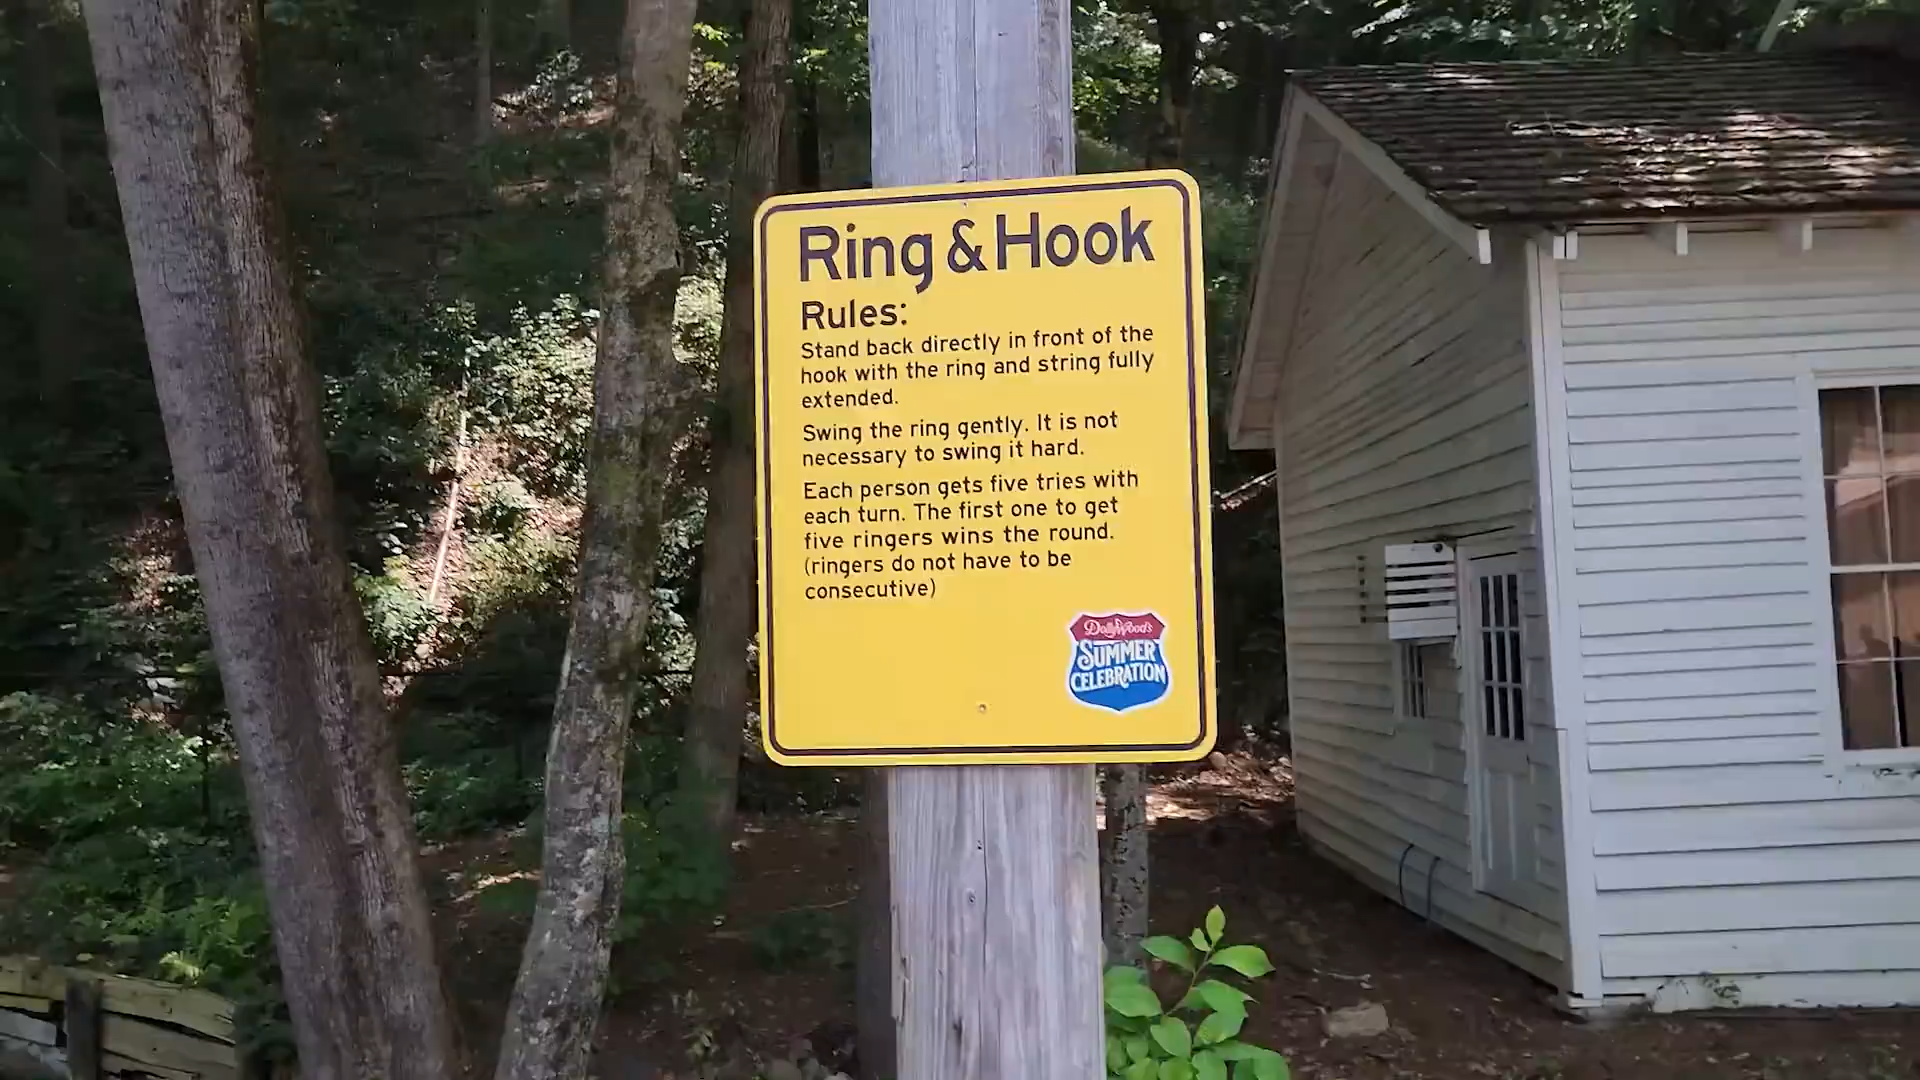 Ring & Hook
Rules:
Stand back directly in front of the
hook with the ring and string fully
extended.
Swing the ring gently. It is not
necessary to swing it hard.
Each person gets five tries with
each turn. The first one to get
five ringers wins the round.
(ringers do not have to be
consecutive)
Dollywood's
SUMMER
CELEBRATION